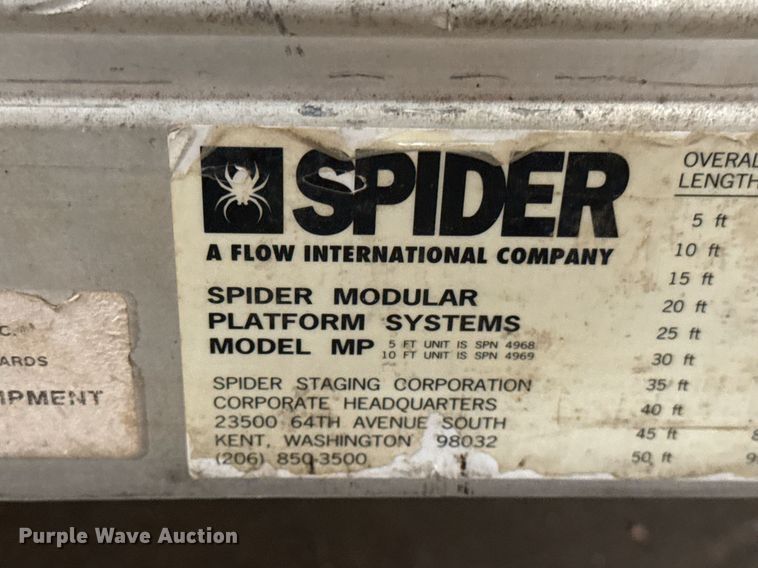 C.
ARDS
IPMENT
SPIDER
A FLOW INTERNATIONAL COMPANY
SPIDER MODULAR
PLATFORM SYSTEMS
MODEL MP 5 FT UNIT IS SPN 4968
10 FT UNIT IS SPN 4969
SPIDER STAGING CORPORATION
CORPORATE HEADQUARTERS
23500 64TH AVENUE SOUTH
KENT, WASHINGTON 98032
(206) 850-3500
OVERAL
LENGTH
5 ft
10 ft
15 ft
20 ft
25 ft
30 ft
35 ft
40 ft
45 ft
50 ft 9
Purple Wave Auction